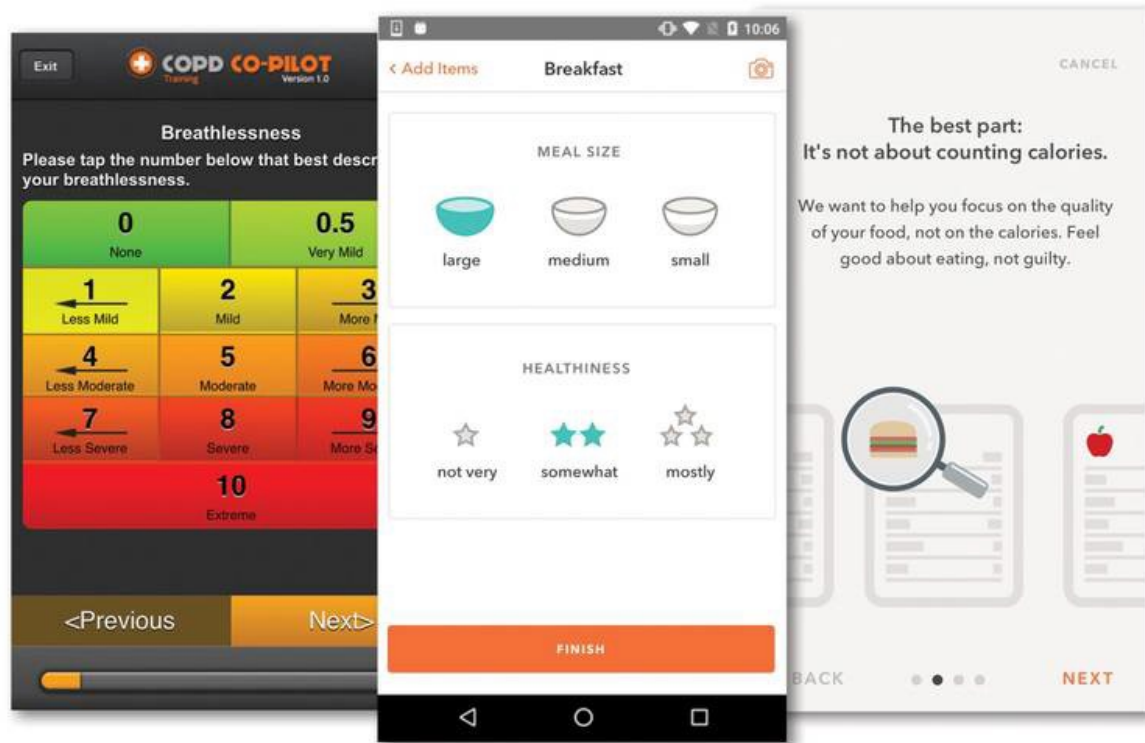 Exit
COPD CO-PILOT
Training
Version 1.0
Breathlessness
Please tap the number below that best descr
your breathlessness.
0
None
0.5
Very Mild
1
Less Mild
2
Mild
3
More M
4
Less Moderate
5
Moderate
6
More Mo
7
Less Severe
8
Severe
9
More Se
10
Extreme
<Previous
Next>
10:06
< Add Items
Breakfast
MEAL SIZE
large
medium
small
HEALTHINESS
not very
somewhat
mostly
FINISH
CANCEL
The best part:
It's not about counting calories.
We want to help you focus on the quality
of your food, not on the calories. Feel
good about eating, not guilty.
BACK
NEXT